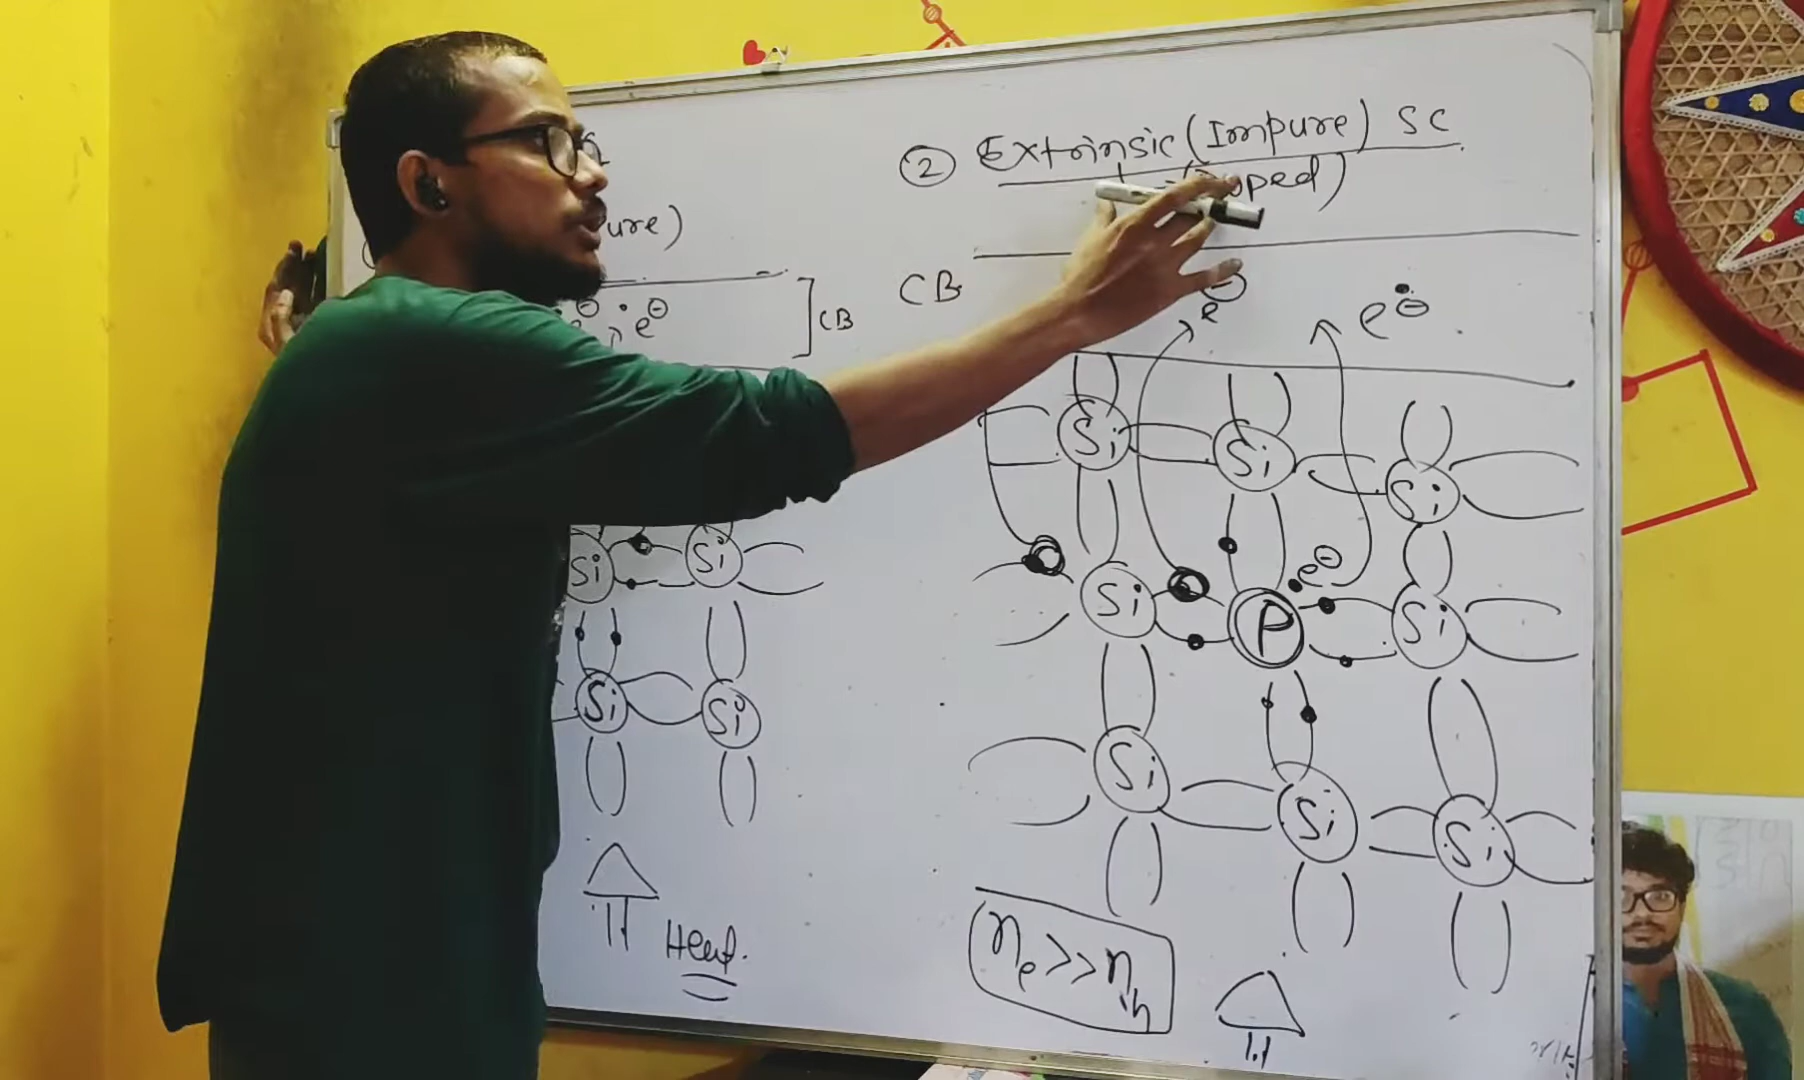 ure)
e⊖ e⊖
CB
Si Si
Si Si
Heat.
② Extrinsic (Impure) SC
(Doped)
CB
e⊖ e⊖
Si Si Si
e⊖
Si P Si
Si Si Si
ne >> nh